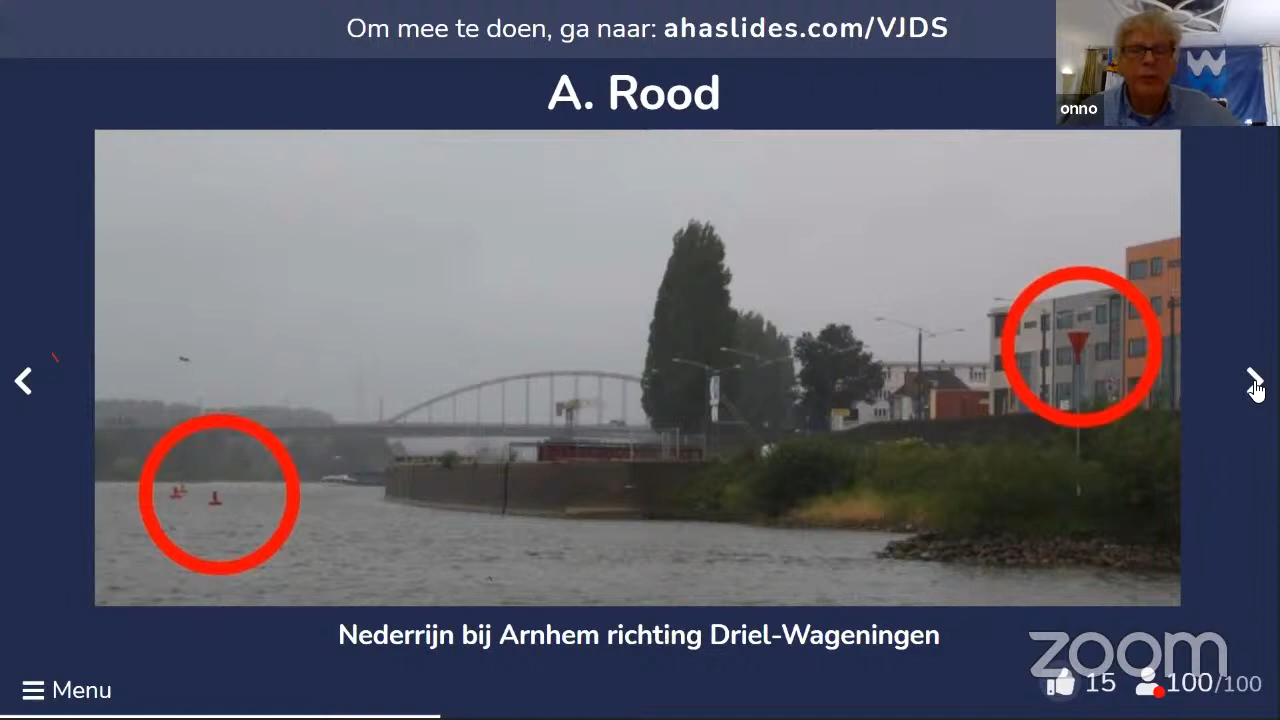 Om mee te doen, ga naar: ahaslides.com/VJDS
A. Rood
onno
Nederrijn bij Arnhem richting Driel-Wageningen
zoom
Menu
15
100/100